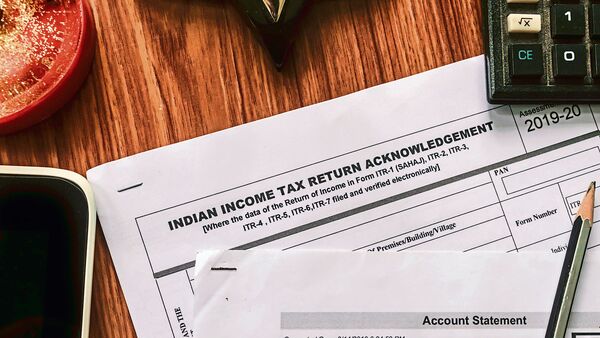 √x
1
CE
0
Assessment
2019-20
INDIAN INCOME TAX RETURN ACKNOWLEDGEMENT
[Where the data of the Return of Income in Form ITR-1 (SAHAJ), ITR-2, ITR-3,
ITR-4 , ITR-5, ITR-6,ITR-7 filed and verified electronically]
PAN
Form Number
ITR-
Of Premises/Building/Village
AND THE
Account Statement